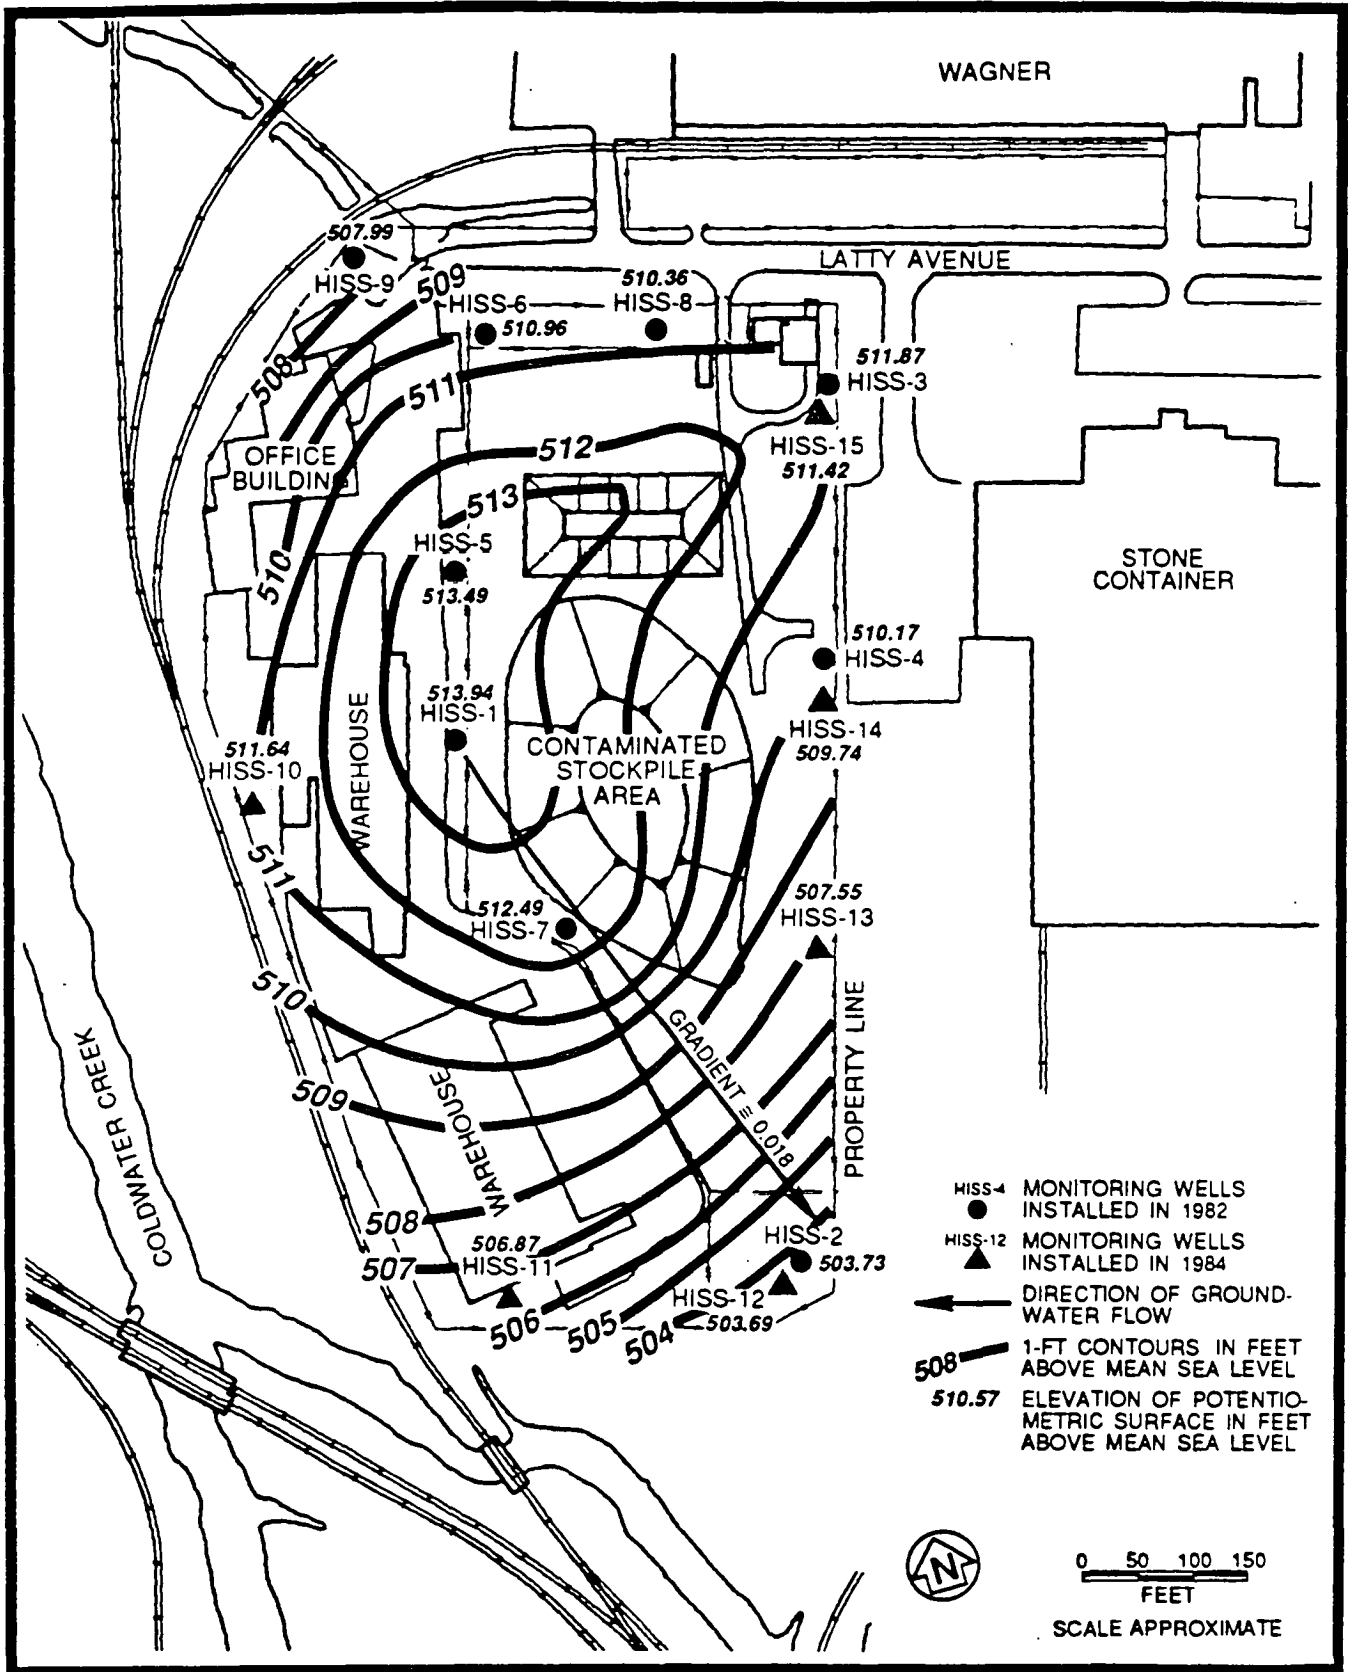 WAGNER
507.99
HISS-9
LATTY AVENUE
509
HISS-6
510.96
510.36
HISS-8
508
511
511.87
HISS-3
HISS-15
511.42
512
OFFICE
BUILDING
513
HISS-5
513.49
510
STONE
CONTAINER
510.17
HISS-4
513.94
HISS-1
WAREHOUSE
HISS-14
509.74
CONTAMINATED
STOCKPILE
AREA
511.64
HISS-10
511
507.55
HISS-13
512.49
HISS-7
510
GRADIENT ≅ 0.018
PROPERTY LINE
COLDWATER CREEK
509
WAREHOUSE
508
506.87
HISS-11
507
HISS-2
503.73
HISS-12
503.69
506
505
504
HISS-4 MONITORING WELLS
INSTALLED IN 1982
HISS-12 MONITORING WELLS
INSTALLED IN 1984
DIRECTION OF GROUND-
WATER FLOW
508 1-FT CONTOURS IN FEET
ABOVE MEAN SEA LEVEL
510.57 ELEVATION OF POTENTIO-
METRIC SURFACE IN FEET
ABOVE MEAN SEA LEVEL
N
0 50 100 150
FEET
SCALE APPROXIMATE